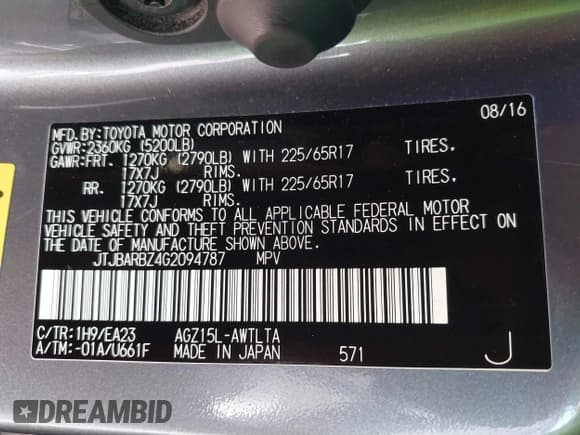 08/16
MFD.BY:TOYOTA MOTOR CORPORATION
GVWR:2360KG (5200LB)
GAWR:FRT. 1270KG (2790LB) WITH 225/65R17 TIRES.
17X7J RIMS.
RR. 1270KG (2790LB) WITH 225/65R17 TIRES.
17X7J RIMS.
THIS VEHICLE CONFORMS TO ALL APPLICABLE FEDERAL MOTOR
VEHICLE SAFETY AND THEFT PREVENTION STANDARDS IN EFFECT ON
THE DATE OF MANUFACTURE SHOWN ABOVE.
JTJBARBZ4G2094787 MPV
C/TR:1H9/EA23 AGZ15L-AWTLTA
A/TM:-01A/U661F MADE IN JAPAN 571 J
DREAMBID